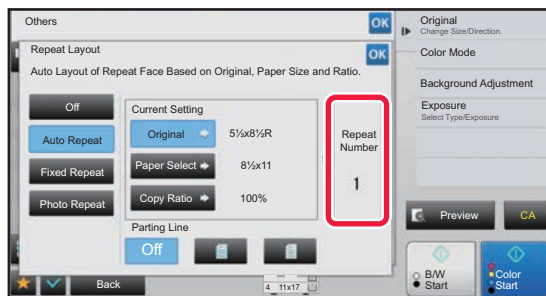 Others
OK
Repeat Layout
OK
Auto Layout of Repeat Face Based on Original, Paper Size and Ratio.
Off
Auto Repeat
Fixed Repeat
Photo Repeat
Current Setting
Original
5½x8½R
Paper Select
8½x11
Copy Ratio
100%
Repeat
Number
1
Parting Line
Off
Back
4 11x17
Original
Change Size/Direction.
Color Mode
Background Adjustment
Exposure
Select Type/Exposure
Preview
CA
B/W
Start
Color
Start